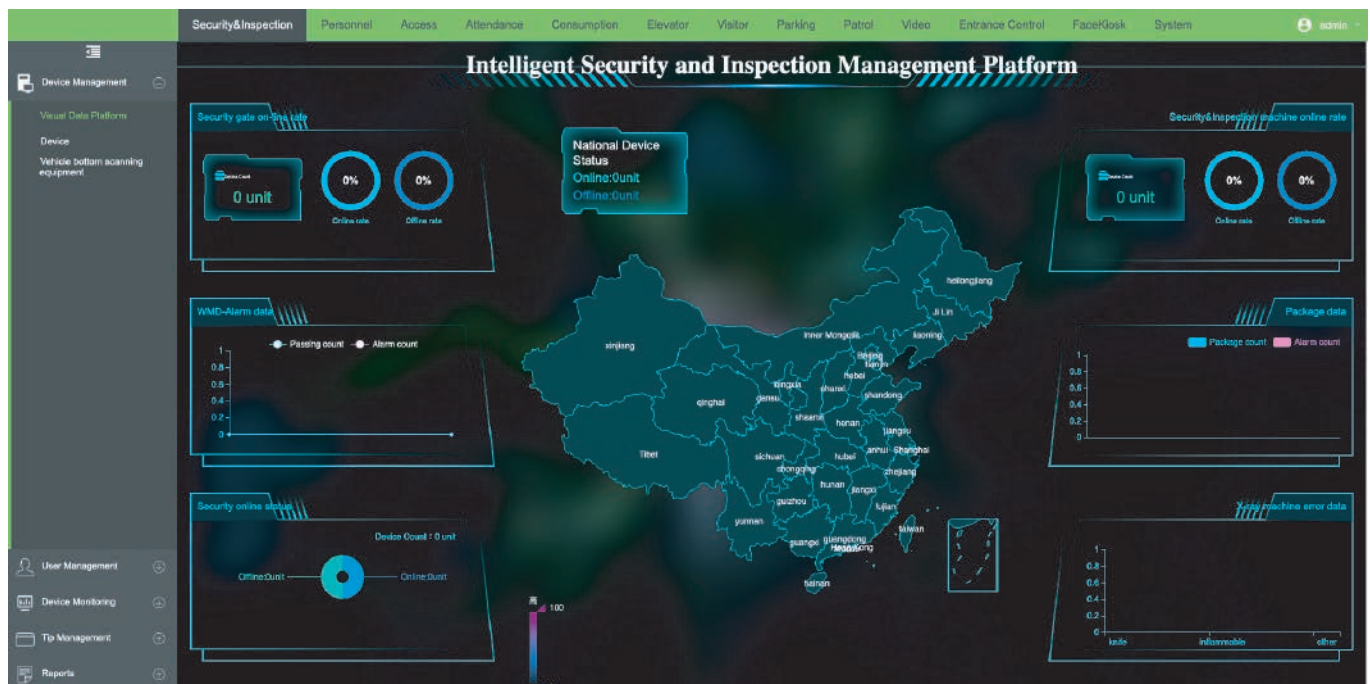 Security&Inspection Personnel Access Attendance Consumption Elevator Visitor Parking Patrol Video Entrance Control FaceKiosk System admin
Device Management
Visual Data Platform
Device
Vehicle bottom scanning
equipment
User Management
Device Monitoring
Tip Management
Reports
Intelligent Security and Inspection Management Platform
Security gate on-line rate
Device Count
0 unit
0%
Online rate
0%
Offline rate
WMD-Alarm data
Passing count Alarm count
1
0.8
0.6
0.4
0.2
0
Security online status
Device Count : 0 unit
Offline:0unit
Online:0unit
National Device
Status
Online:0unit
Offline:0unit
heilongjiang
Ji Lin
liaoning
Inner Mongolia
xinjiang
Beijing
tianjin
hebei
ningxia
shanxi
shandong
qinghai
gansu
shaanxi
henan
jiangsu
Tibet
sichuan
hubei
anhui
Shanghai
chongqing
zhejiang
hunan
jiangxi
guizhou
fujian
yunnan
taiwan
guangxi
guangdong
Hong Kong
hainan
高
100
Security&Inspection machine online rate
Device Count
0 unit
0%
Online rate
0%
Offline rate
Package data
Package count Alarm count
1
0.8
0.6
0.4
0.2
0
X-ray machine error data
1
0.8
0.6
0.4
0.2
0
knife inflammable other